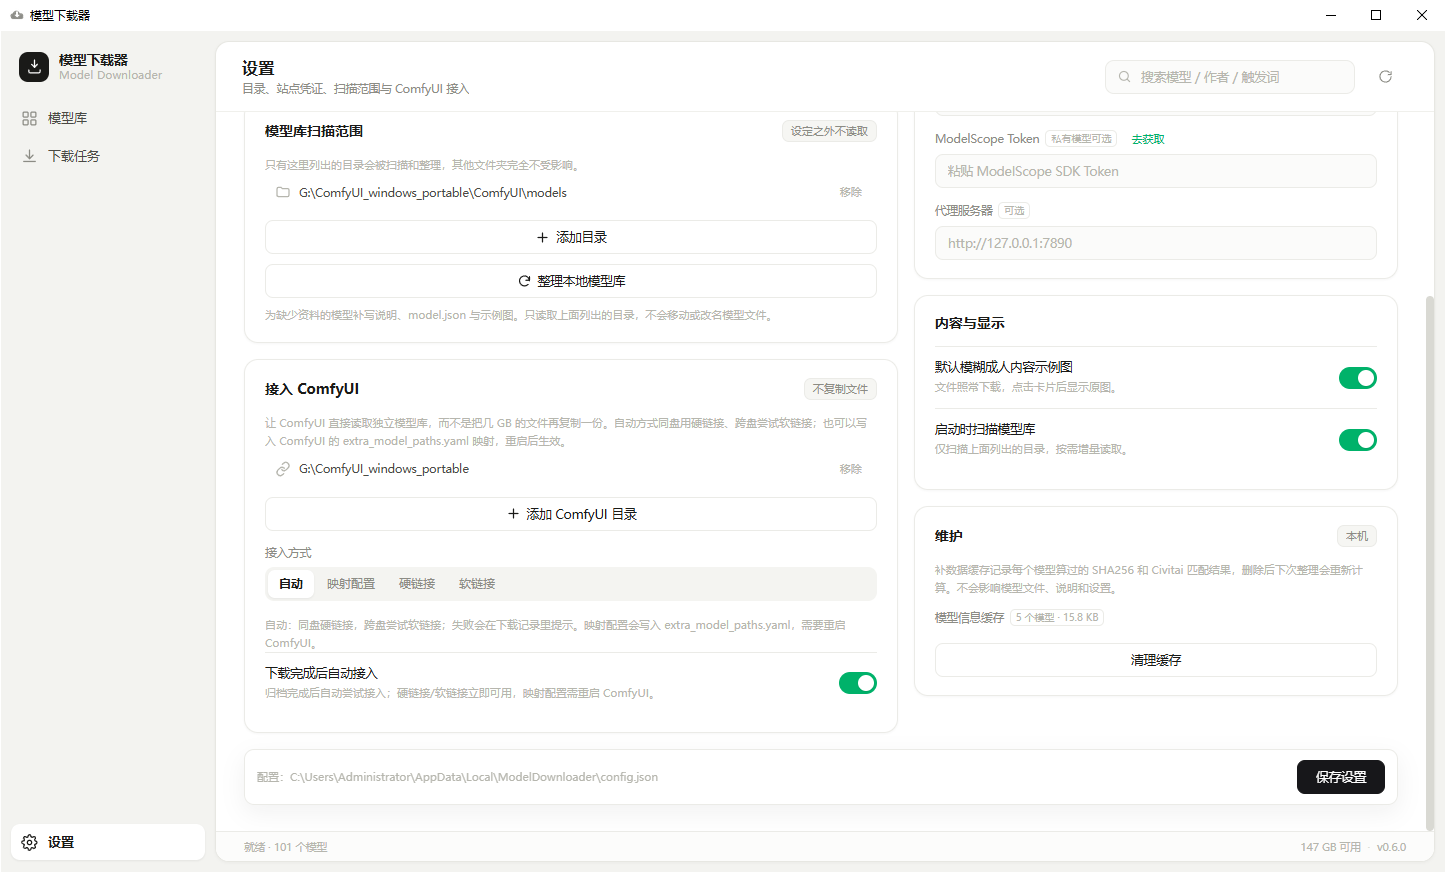 模型下载器
模型下载器
Model Downloader
模型库
下载任务
设置
设置
目录、站点凭证、扫描范围与 ComfyUI 接入
搜索模型 / 作者 / 触发词
模型库扫描范围
设定之外不读取
只有这里列出的目录会被扫描和整理，其他文件夹完全不受影响。
G:\ComfyUI_windows_portable\ComfyUI\models
移除
添加目录
整理本地模型库
为缺少资料的模型补写说明、model.json 与示例图。只读取上面列出的目录，不会移动或改名模型文件。
接入 ComfyUI
不复制文件
让 ComfyUI 直接读取独立模型库，而不是把几 GB 的文件再复制一份。自动方式同盘用硬链接、跨盘尝试软链接；也可以写
入 ComfyUI 的 extra_model_paths.yaml 映射，重启后生效。
G:\ComfyUI_windows_portable
移除
添加 ComfyUI 目录
接入方式
自动
映射配置
硬链接
软链接
自动：同盘硬链接，跨盘尝试软链接；失败会在下载记录里提示。映射配置会写入 extra_model_paths.yaml，需要重启
ComfyUI。
下载完成后自动接入
归档完成后自动尝试接入；硬链接/软链接立即可用，映射配置需重启 ComfyUI。
ModelScope Token
私有模型可选
去获取
粘贴 ModelScope SDK Token
代理服务器
可选
http://127.0.0.1:7890
内容与显示
默认模糊成人内容示例图
文件照常下载，点击卡片后显示原图。
启动时扫描模型库
仅扫描上面列出的目录，按需增量读取。
维护
本机
补数据缓存记录每个模型算过的 SHA256 和 Civitai 匹配结果，删除后下次整理会重新计
算。不会影响模型文件、说明和设置。
模型信息缓存
5 个模型 · 15.8 KB
清理缓存
配置：C:\Users\Administrator\AppData\Local\ModelDownloader\config.json
保存设置
就绪 · 101 个模型
147 GB 可用 · v0.6.0